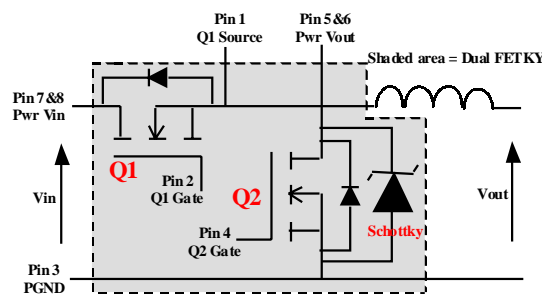 Pin 1
Q1 Source
Pin 5&6
Pwr Vout
Shaded area = Dual FETKY
Pin 7&8
Pwr Vin
Q1
Pin 2
Q1 Gate
Q2
Vin
Vout
Pin 4
Q2 Gate
Schottky
Pin 3
PGND